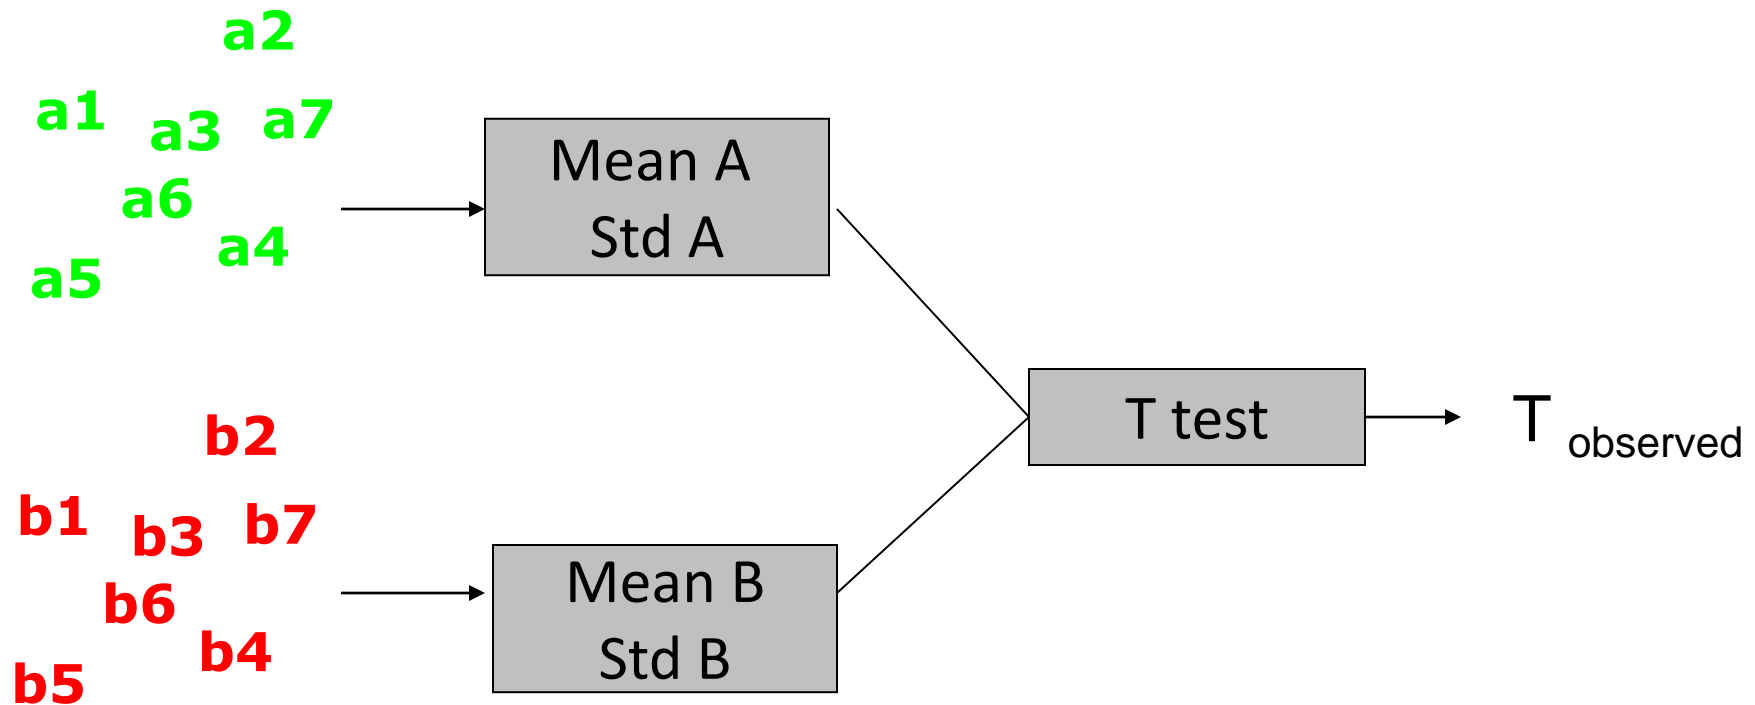 a2
a1 a3 a7
a6
a4
a5
Mean A
Std A
b2
b1 b3 b7
b6
b4
b5
Mean B
Std B
T test
T observed